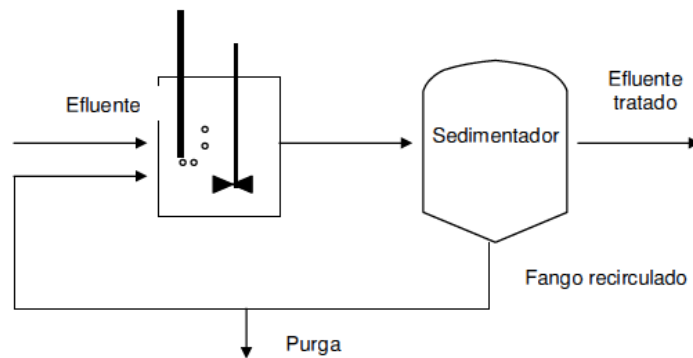 Efluente
Sedimentador
Efluente
tratado
Fango recirculado
Purga